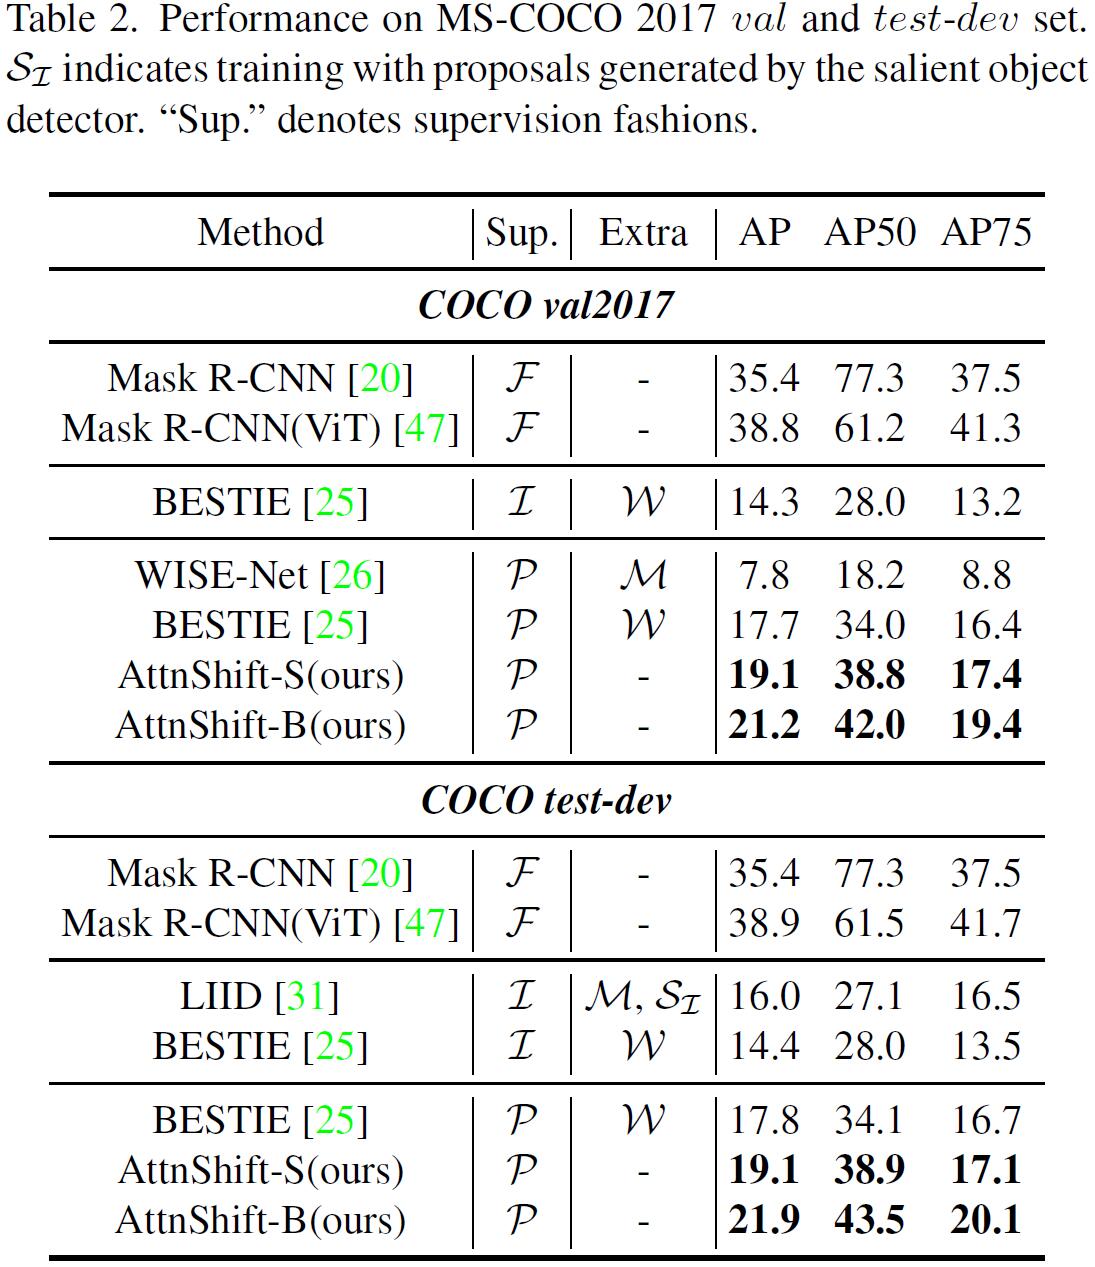 Table 2. Performance on MS-COCO 2017 val and test-dev set.
𝒮_ℐ indicates training with proposals generated by the salient object
detector. “Sup.” denotes supervision fashions.
Method Sup. Extra AP AP50 AP75
COCO val2017
Mask R-CNN [20] ℱ - 35.4 77.3 37.5
Mask R-CNN(ViT) [47] ℱ - 38.8 61.2 41.3
BESTIE [25] ℐ 𝒲 14.3 28.0 13.2
WISE-Net [26] 𝒫 ℳ 7.8 18.2 8.8
BESTIE [25] 𝒫 𝒲 17.7 34.0 16.4
AttnShift-S(ours) 𝒫 - 19.1 38.8 17.4
AttnShift-B(ours) 𝒫 - 21.2 42.0 19.4
COCO test-dev
Mask R-CNN [20] ℱ - 35.4 77.3 37.5
Mask R-CNN(ViT) [47] ℱ - 38.9 61.5 41.7
LIID [31] ℐ ℳ, 𝒮_ℐ 16.0 27.1 16.5
BESTIE [25] ℐ 𝒲 14.4 28.0 13.5
BESTIE [25] 𝒫 𝒲 17.8 34.1 16.7
AttnShift-S(ours) 𝒫 - 19.1 38.9 17.1
AttnShift-B(ours) 𝒫 - 21.9 43.5 20.1